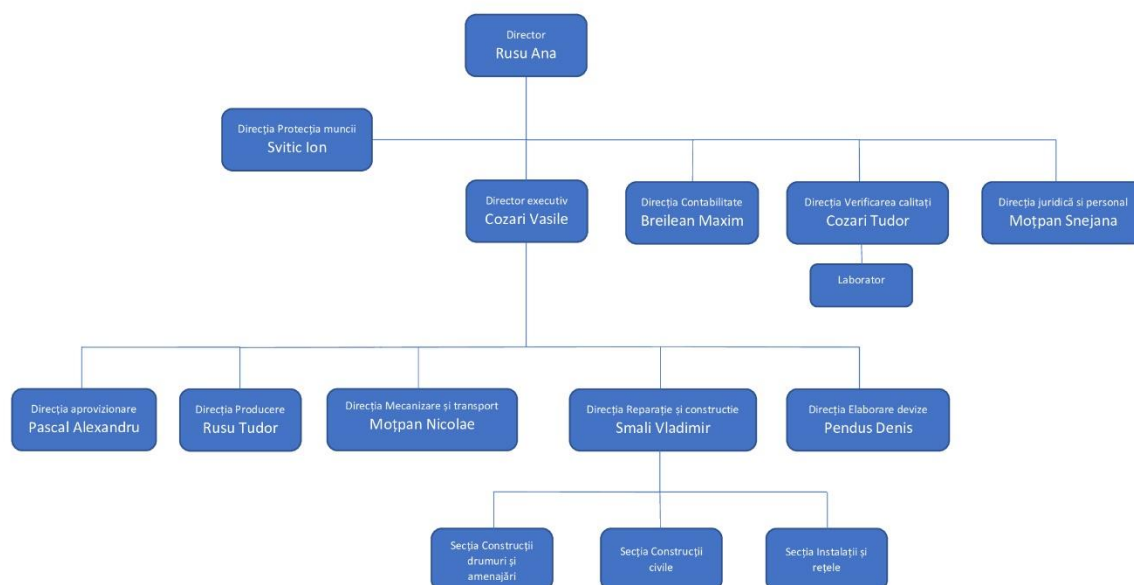 Director
Rusu Ana
Direcția Protecția muncii
Svitic Ion
Director executiv
Cozari Vasile
Direcția Contabilitate
Breilean Maxim
Direcția Verificarea calitați
Cozari Tudor
Direcția juridică si personal
Moțpan Snejana
Laborator
Direcția aprovizionare
Pascal Alexandru
Direcția Producere
Rusu Tudor
Direcția Mecanizare și transport
Moțpan Nicolae
Direcția Reparație și constructie
Smali Vladimir
Direcția Elaborare devize
Pendus Denis
Secția Construcții
drumuri și
amenajări
Secția Construcții
civile
Secția Instalații și
rețele